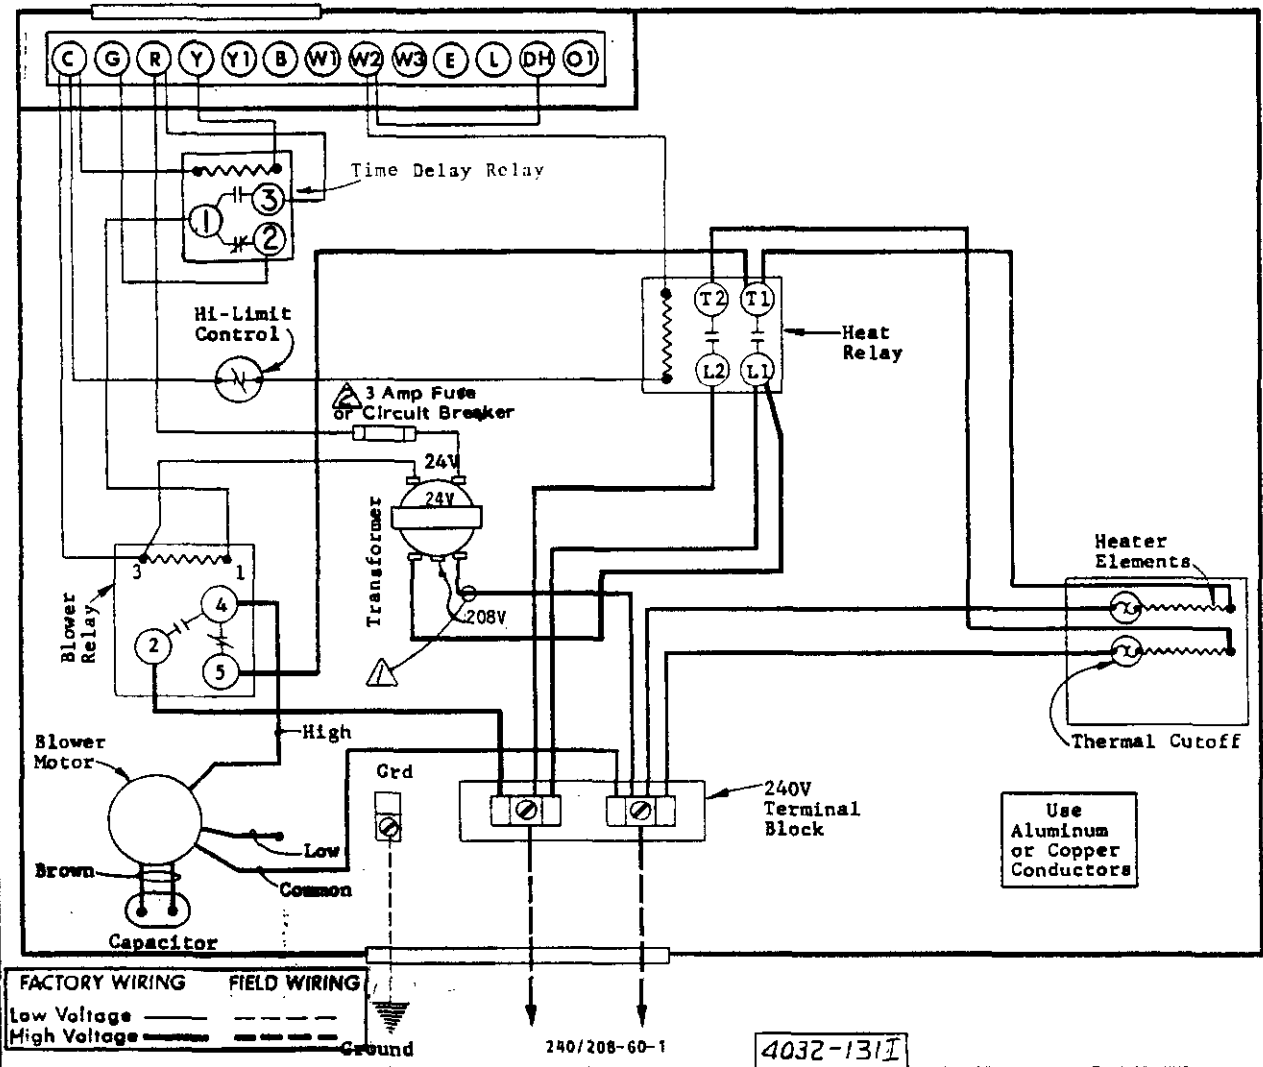 C G R Y Y1 B W1 W2 W3 E L DH O1
Time Delay Relay
3
1
2
Hi-Limit
Control
T2 T1
L2 L1
Heat
Relay
2
3 Amp Fuse
or Circuit Breaker
24V
24V
Transformer
208V
1
3
1
4
2
5
Blower
Relay
High
Blower
Motor
Low
Common
Brown
Capacitor
Grd
240V
Terminal
Block
Heater
Elements
Thermal Cutoff
Use
Aluminum
or Copper
Conductors
FACTORY WIRING FIELD WIRING
Low Voltage
High Voltage
Ground
240/208-60-1
4032-131I